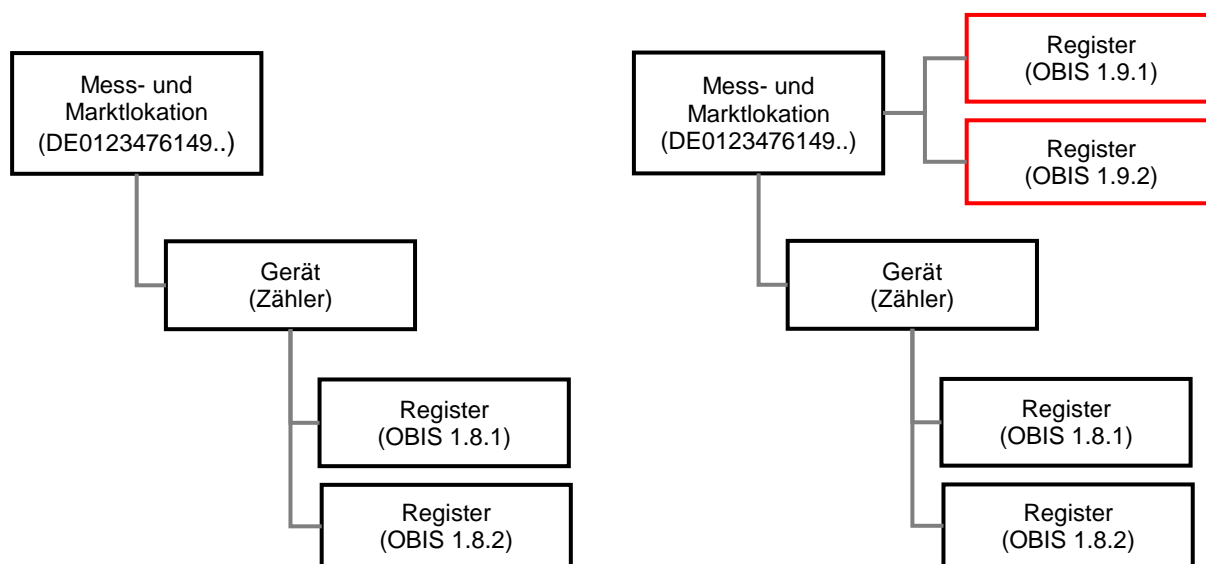 Mess- und
Marktlokation
(DE0123476149..)
Gerät
(Zähler)
Register
(OBIS 1.8.1)
Register
(OBIS 1.8.2)
Mess- und
Marktlokation
(DE0123476149..)
Register
(OBIS 1.9.1)
Register
(OBIS 1.9.2)
Gerät
(Zähler)
Register
(OBIS 1.8.1)
Register
(OBIS 1.8.2)